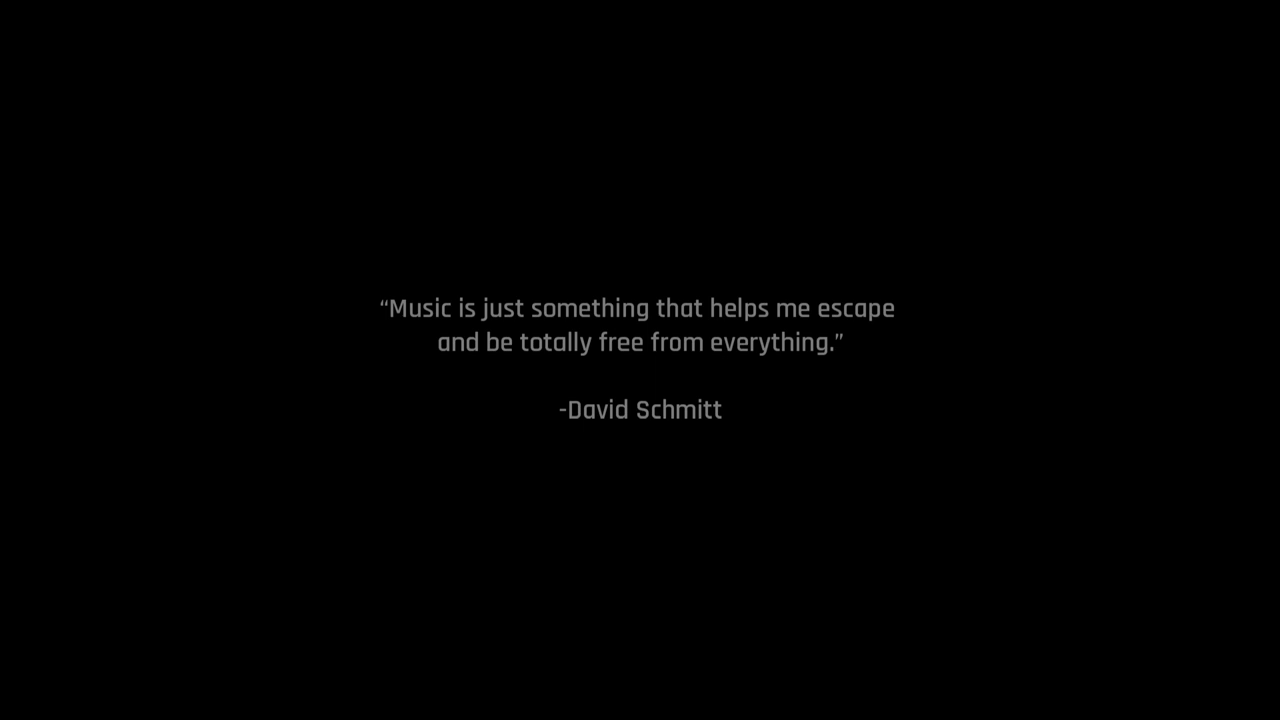 “Music is just something that helps me escape
and be totally free from everything.”
-David Schmitt